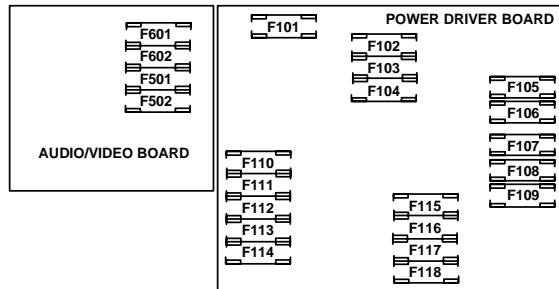 F601
F602
F501
F502
AUDIO/VIDEO BOARD
POWER DRIVER BOARD
F101
F102
F103
F104
F105
F106
F107
F108
F109
F110
F111
F112
F113
F114
F115
F116
F117
F118